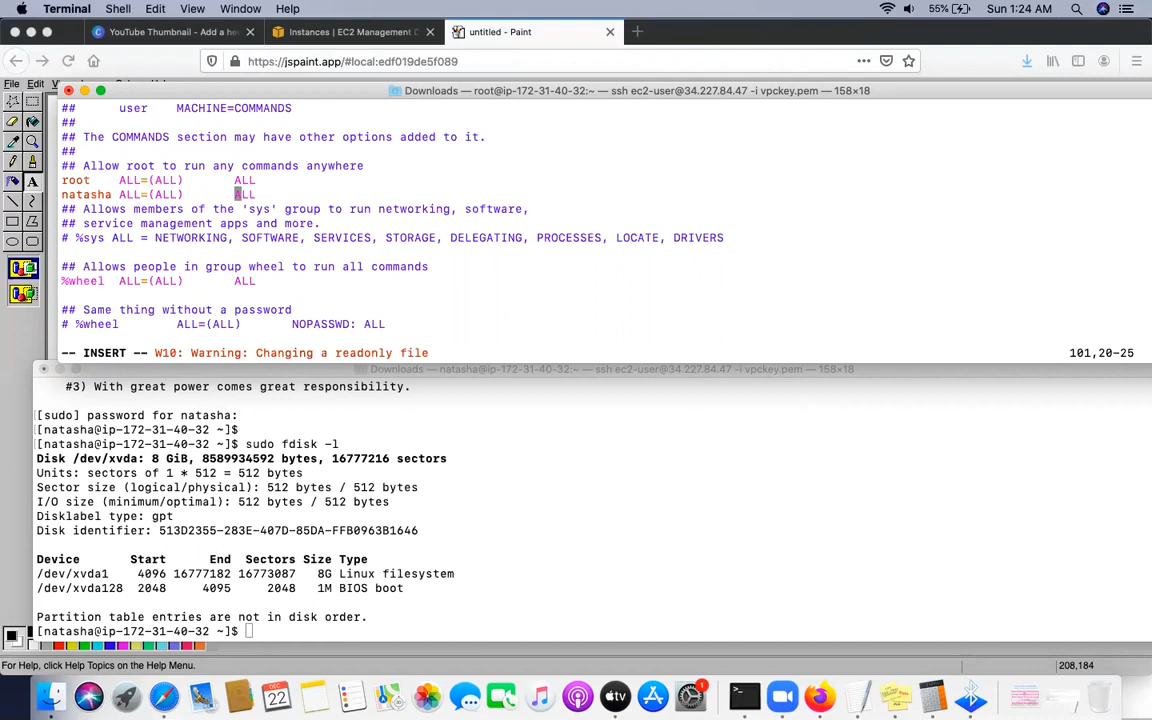 Terminal Shell Edit View Window Help 55% Sun 1:24 AM
YouTube Thumbnail - Add a he Instances | EC2 Management untitled - Paint
https://jspaint.app/#local:edf019de5f089
File Edit
Downloads — root@ip-172-31-40-32:~ — ssh ec2-user@34.227.84.47 -i vpckey.pem — 158×18
## user MACHINE=COMMANDS
##
## The COMMANDS section may have other options added to it.
##
## Allow root to run any commands anywhere
root ALL=(ALL) ALL
natasha ALL=(ALL) ALL
## Allows members of the 'sys' group to run networking, software,
## service management apps and more.
# %sys ALL = NETWORKING, SOFTWARE, SERVICES, STORAGE, DELEGATING, PROCESSES, LOCATE, DRIVERS
## Allows people in group wheel to run all commands
%wheel ALL=(ALL) ALL
## Same thing without a password
# %wheel ALL=(ALL) NOPASSWD: ALL
-- INSERT -- W10: Warning: Changing a readonly file 101,20-25
Downloads — natasha@ip-172-31-40-32:~ — ssh ec2-user@34.227.84.47 -i vpckey.pem — 158×18
#3) With great power comes great responsibility.
[sudo] password for natasha:
[natasha@ip-172-31-40-32 ~]$
[natasha@ip-172-31-40-32 ~]$ sudo fdisk -l
Disk /dev/xvda: 8 GiB, 8589934592 bytes, 16777216 sectors
Units: sectors of 1 * 512 = 512 bytes
Sector size (logical/physical): 512 bytes / 512 bytes
I/O size (minimum/optimal): 512 bytes / 512 bytes
Disklabel type: gpt
Disk identifier: 513D2355-283E-407D-85DA-FFB0963B1646
Device Start End Sectors Size Type
/dev/xvda1 4096 16777182 16773087 8G Linux filesystem
/dev/xvda128 2048 4095 2048 1M BIOS boot
Partition table entries are not in disk order.
[natasha@ip-172-31-40-32 ~]$
For Help, click Help Topics on the Help Menu. 208,184
DEC 22 tv 1